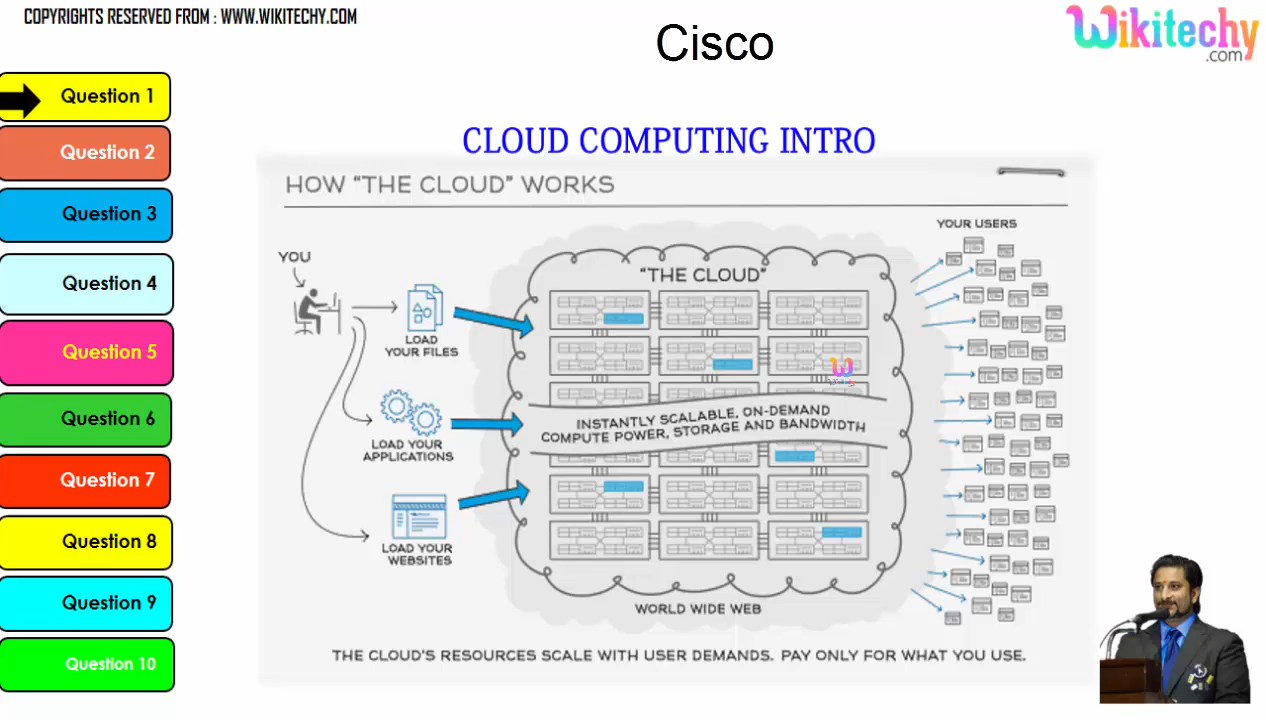 COPYRIGHTS RESERVED FROM : WWW.WIKITECHY.COM
Cisco
Wikitechy
.com
Question 1
Question 2
Question 3
Question 4
Question 5
Question 6
Question 7
Question 8
Question 9
Question 10
CLOUD COMPUTING INTRO
HOW “THE CLOUD” WORKS
YOU
LOAD
YOUR FILES
LOAD YOUR
APPLICATIONS
LOAD YOUR
WEBSITES
“THE CLOUD”
INSTANTLY SCALABLE, ON-DEMAND
COMPUTE POWER, STORAGE AND BANDWIDTH
WORLD WIDE WEB
YOUR USERS
THE CLOUD'S RESOURCES SCALE WITH USER DEMANDS. PAY ONLY FOR WHAT YOU USE.